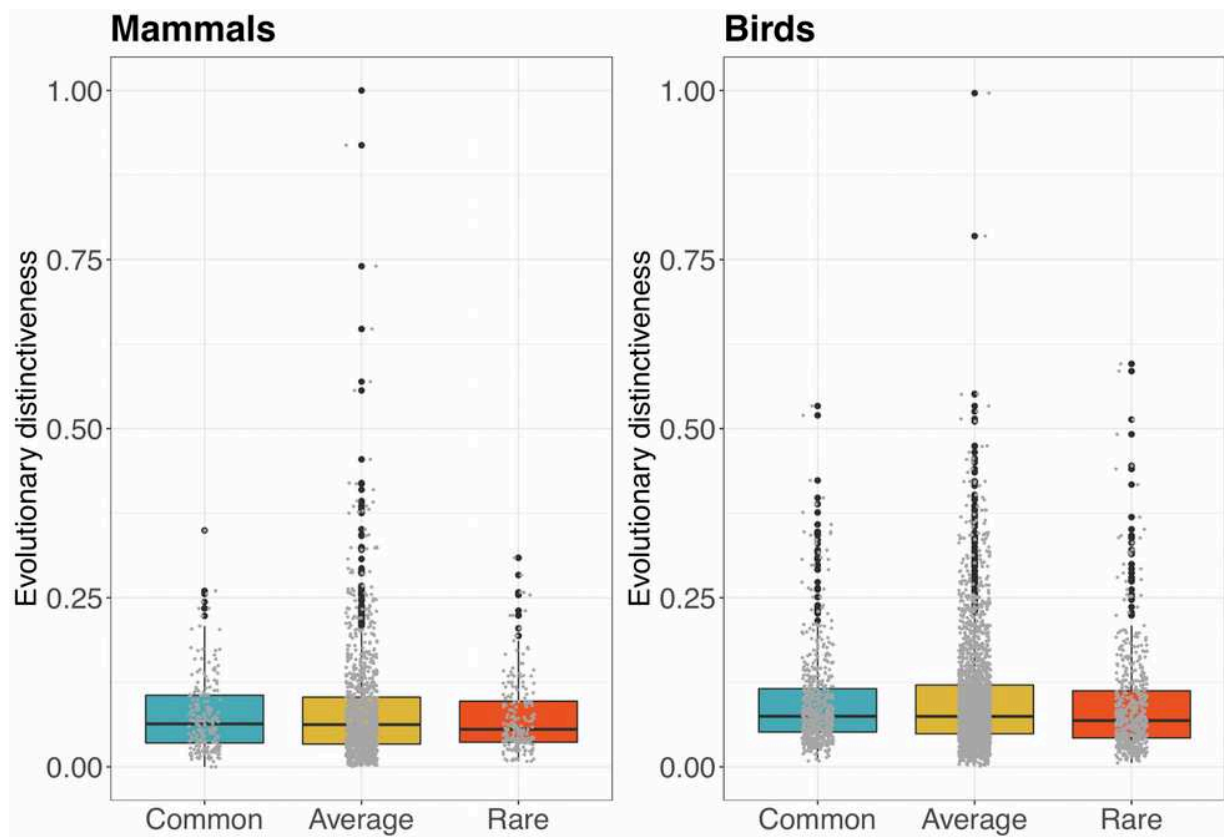 Mammals
Evolutionary distinctiveness
1.00
0.75
0.50
0.25
0.00
Common Average Rare
Birds
Evolutionary distinctiveness
1.00
0.75
0.50
0.25
0.00
Common Average Rare